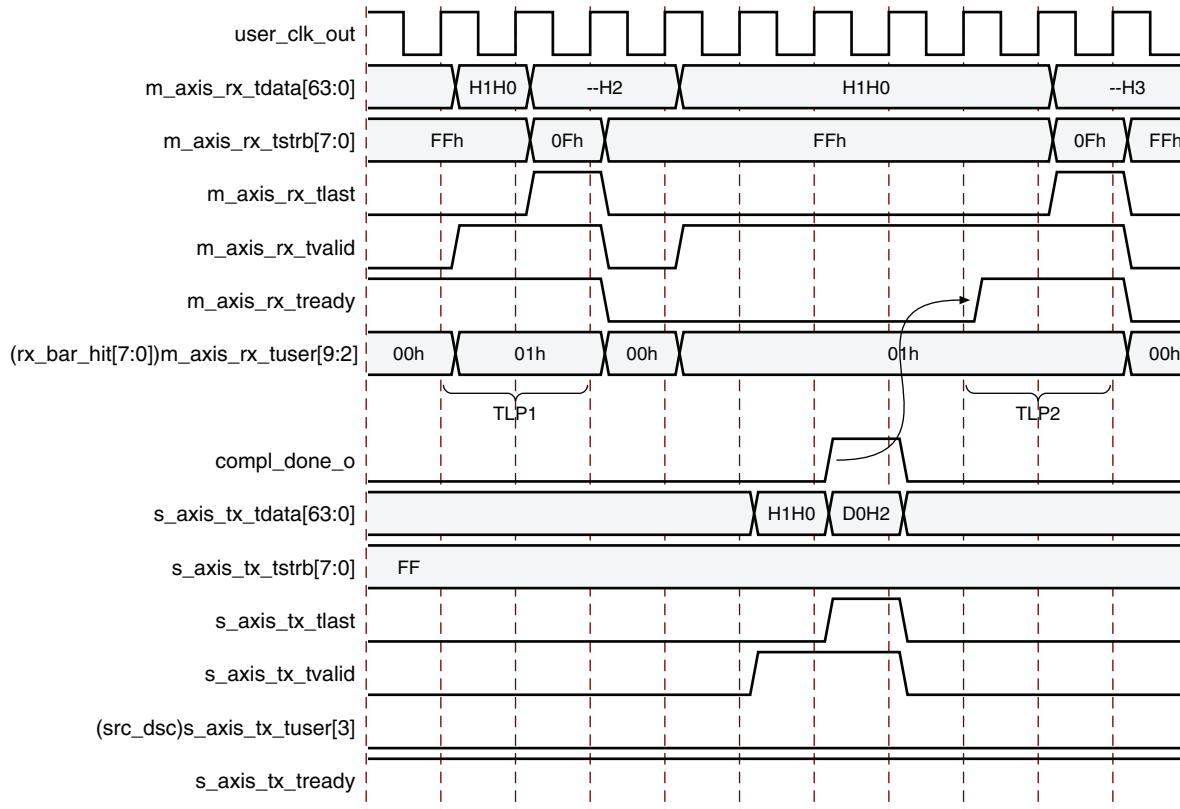 user_clk_out
m_axis_rx_tdata[63:0] H1H0 --H2 H1H0 --H3
m_axis_rx_tstrb[7:0] FFh 0Fh FFh 0Fh FFh
m_axis_rx_tlast
m_axis_rx_tvalid
m_axis_rx_tready
(rx_bar_hit[7:0])m_axis_rx_tuser[9:2] 00h 01h 00h 01h 00h
TLP1 TLP2
compl_done_o
s_axis_tx_tdata[63:0] H1H0 D0H2
s_axis_tx_tstrb[7:0] FF
s_axis_tx_tlast
s_axis_tx_tvalid
(src_dsc)s_axis_tx_tuser[3]
s_axis_tx_tready